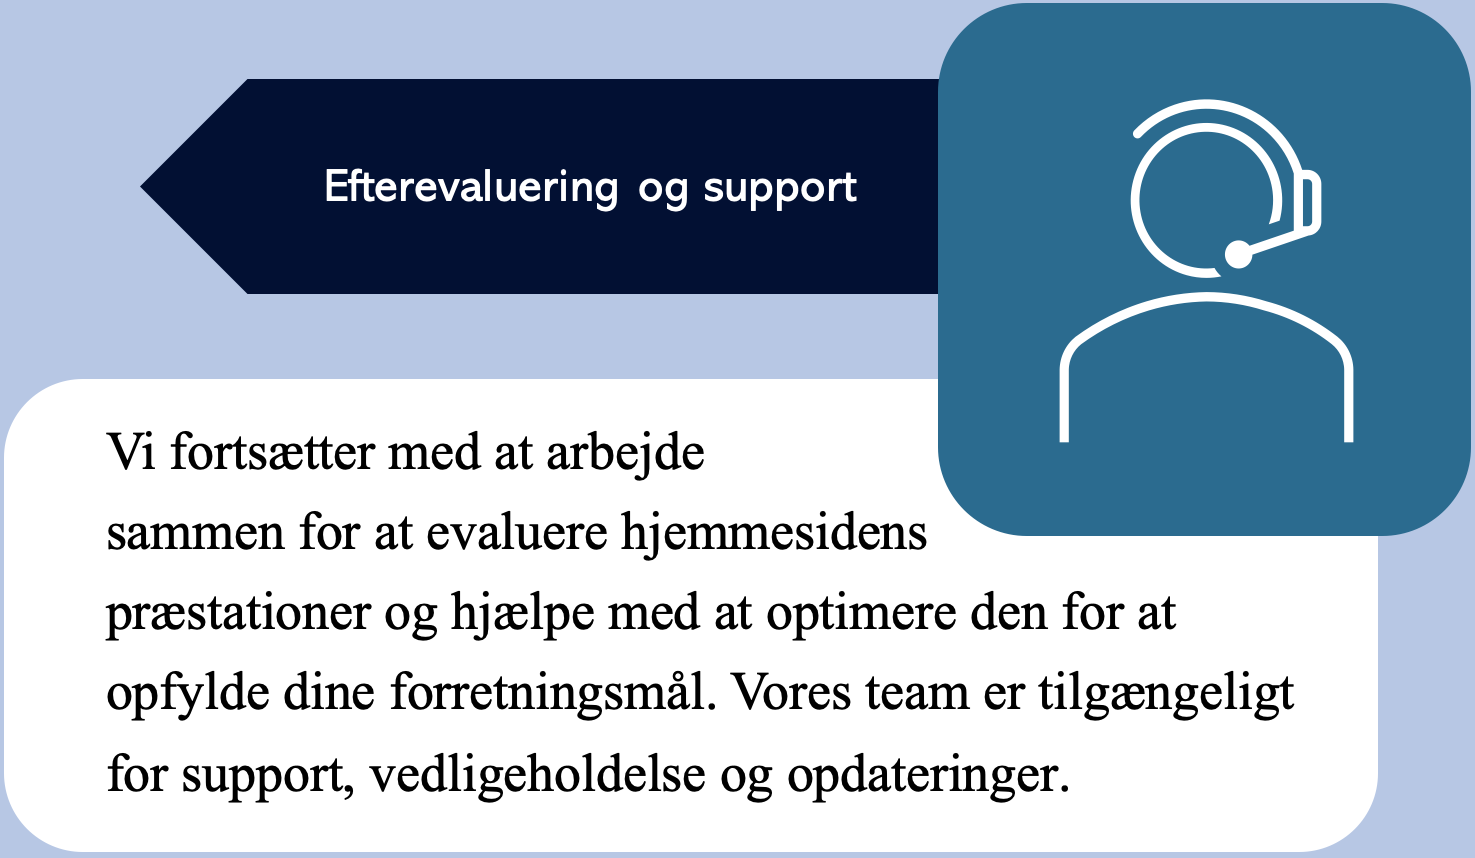 Efterevaluering og support
Vi fortsætter med at arbejde
sammen for at evaluere hjemmesidens
præstationer og hjælpe med at optimere den for at
opfylde dine forretningsmål. Vores team er tilgængeligt
for support, vedligeholdelse og opdateringer.